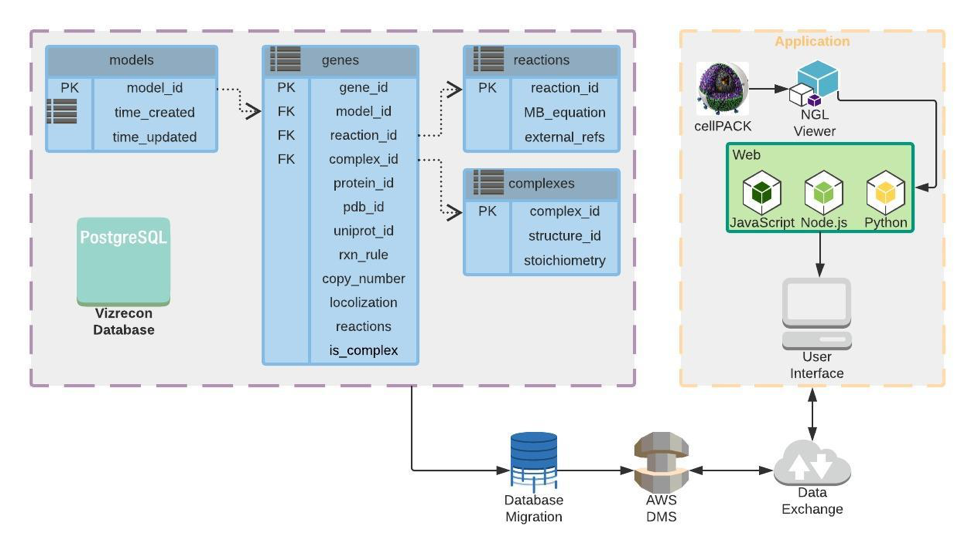 models
PK model_id
time_created
time_updated
PostgreSQL
Vizrecon
Database
genes
PK gene_id
FK model_id
FK reaction_id
FK complex_id
protein_id
pdb_id
uniprot_id
rxn_rule
copy_number
locolization
reactions
is_complex
reactions
PK reaction_id
MB_equation
external_refs
complexes
PK complex_id
structure_id
stoichiometry
Application
cellPACK
NGL
Viewer
Web
JavaScript Node.js Python
User
Interface
Database
Migration
AWS
DMS
Data
Exchange